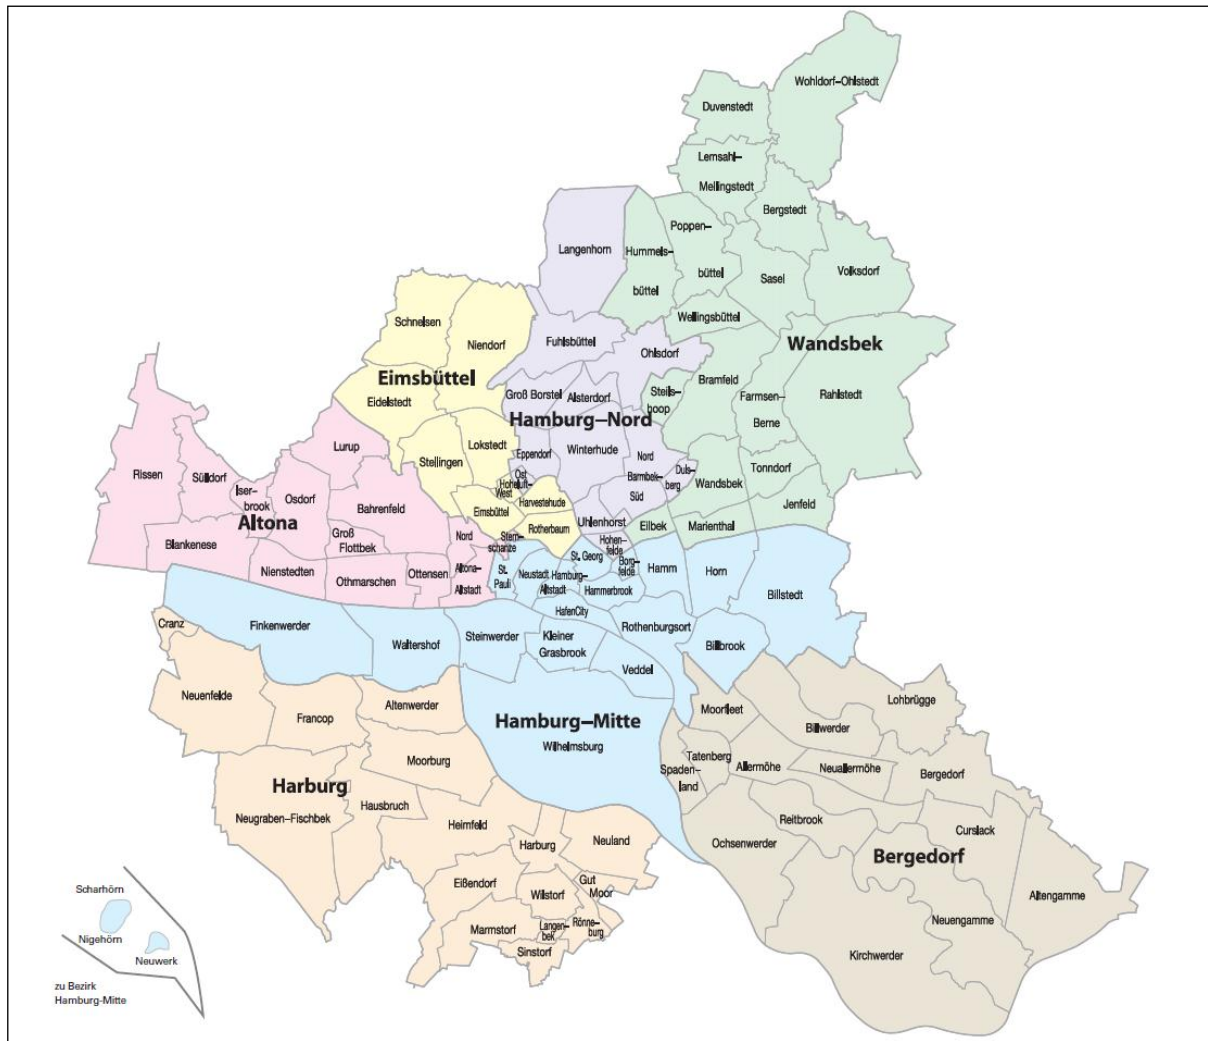 Wohldorf–Ohlstedt
Duvenstedt
Lemsahl–
Mellingstedt
Bergstedt
Poppen–
büttel
Hummels–
büttel
Langenhorn
Sasel
Volksdorf
Wellingsbüttel
Wandsbek
Schnelsen
Niendorf
Fuhlsbüttel
Ohlsdorf
Eimsbüttel
Eidelstedt
Groß Borstel
Alsterdorf
Steils–
hoop
Bramfeld
Farmsen–
Berne
Rahlstedt
Hamburg–Nord
Lurup
Stellingen
Lokstedt
Eppendorf
Winterhude
Nord
Barmbek–
Süd
Duls–
berg
Wandsbek
Tonndorf
Jenfeld
Rissen
Sülldorf
Iser–
brook
Osdorf
Bahrenfeld
Ost
Hoheluft–
West
Eimsbüttel
Harvestehude
Rotherbaum
Uhlenhorst
Eilbek
Marienthal
Altona
Blankenese
Groß
Flottbek
Nienstedten
Othmarschen
Ottensen
Nord
Altona–
Altstadt
Stern–
schanze
St.
Pauli
Neustadt
Hamburg–
Altstadt
St. Georg
Hammerbrook
Hohen–
felde
Borg–
felde
Hamm
Horn
Billstedt
HafenCity
Cranz
Finkenwerder
Waltershof
Steinwerder
Kleiner
Grasbrook
Rothenburgsort
Veddel
Billbrook
Neuenfelde
Francop
Altenwerder
Hamburg–Mitte
Wilhelmsburg
Moorfleet
Billwerder
Lohbrügge
Moorburg
Spaden–
land
Tatenberg
Allermöhe
Neuallermöhe
Bergedorf
Harburg
Neugraben–Fischbek
Hausbruch
Heimfeld
Harburg
Neuland
Ochsenwerder
Reitbrook
Curslack
Bergedorf
Eißendorf
Wilstorf
Gut
Moor
Altengamme
Marmstorf
Langen–
bek
Rönne–
burg
Sinstorf
Neuengamme
Kirchwerder
Scharhörn
Nigehörn
Neuwerk
zu Bezirk
Hamburg-Mitte